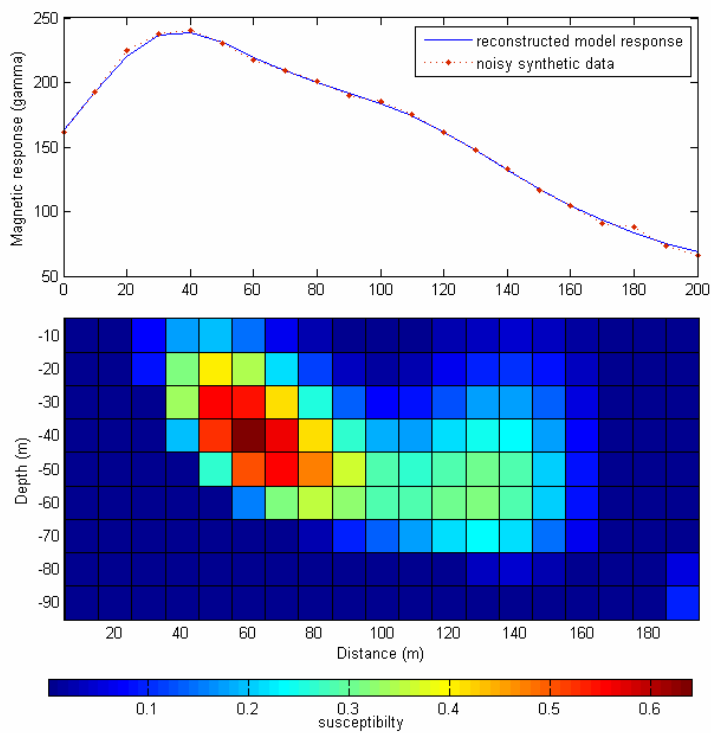 250
200
150
100
50
Magnetic response (gamma)
reconstructed model response
noisy synthetic data
0 20 40 60 80 100 120 140 160 180 200
-10
-20
-30
-40
-50
-60
-70
-80
-90
Depth (m)
20 40 60 80 100 120 140 160 180
Distance (m)
0.1 0.2 0.3 0.4 0.5 0.6
susceptibilty